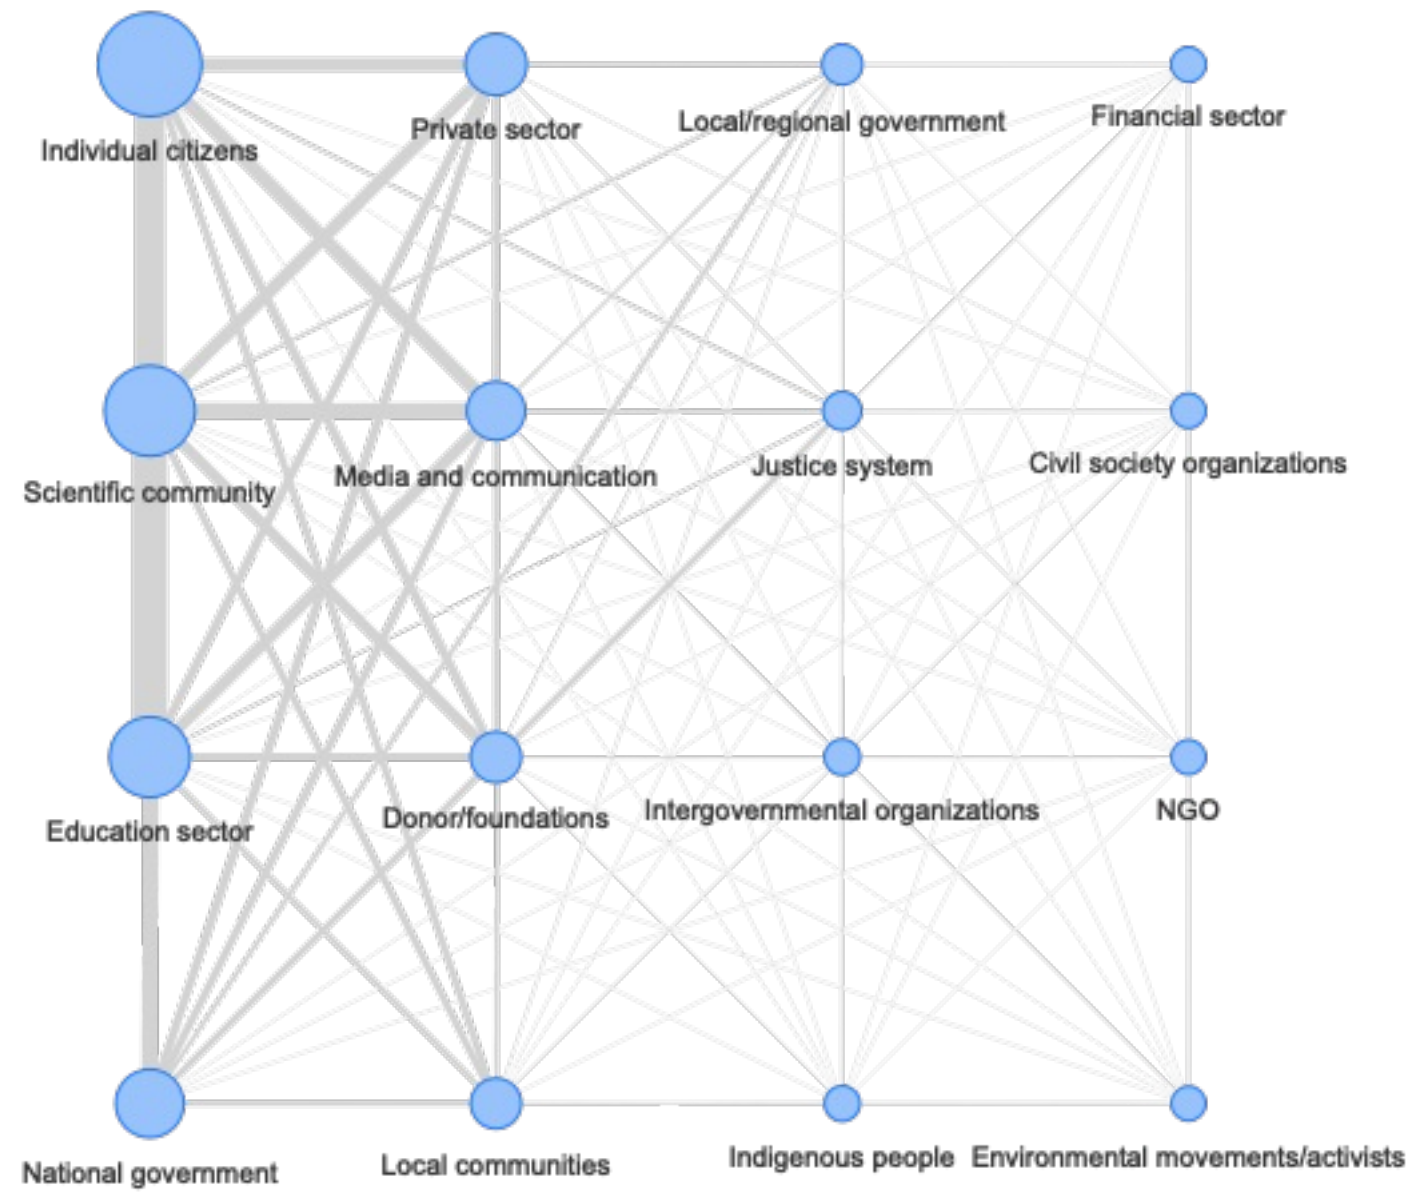 Individual citizens
Private sector
Local/regional government
Financial sector
Scientific community
Media and communication
Justice system
Civil society organizations
Education sector
Donor/foundations
Intergovernmental organizations
NGO
National government
Local communities
Indigenous people
Environmental movements/activists